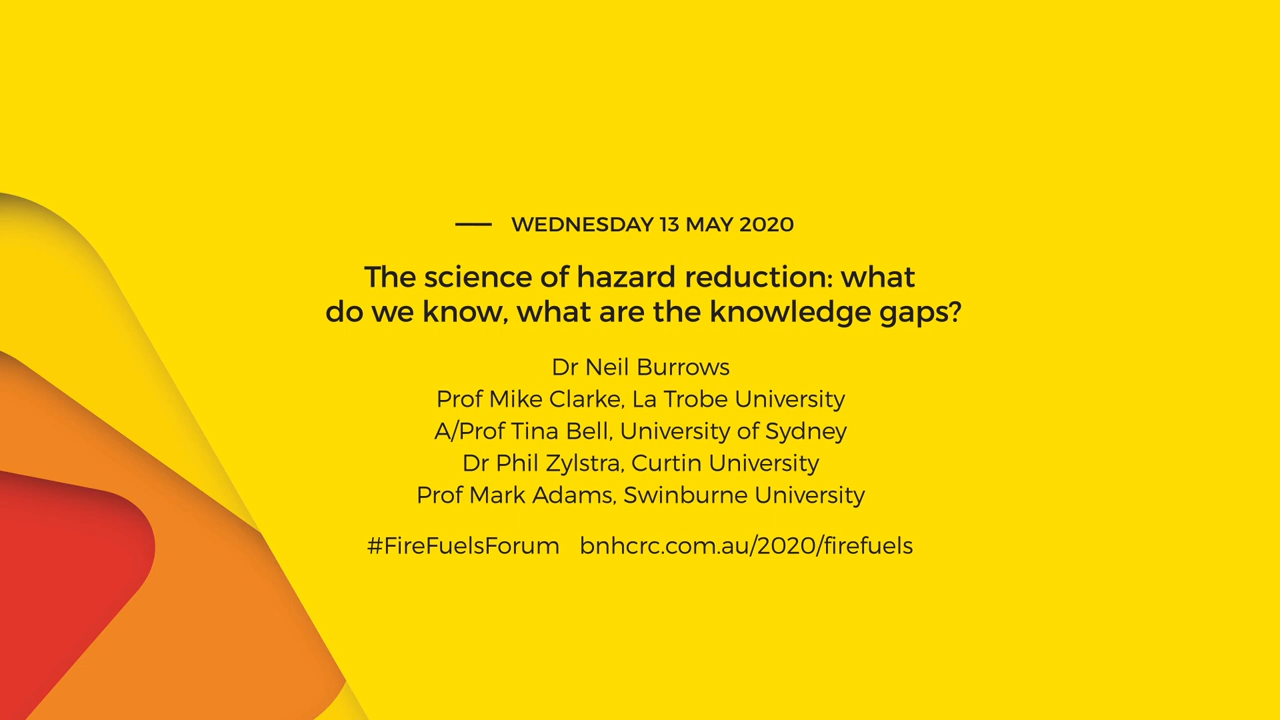 WEDNESDAY 13 MAY 2020
The science of hazard reduction: what
do we know, what are the knowledge gaps?
Dr Neil Burrows
Prof Mike Clarke, La Trobe University
A/Prof Tina Bell, University of Sydney
Dr Phil Zylstra, Curtin University
Prof Mark Adams, Swinburne University
#FireFuelsForum bnhcrc.com.au/2020/firefuels